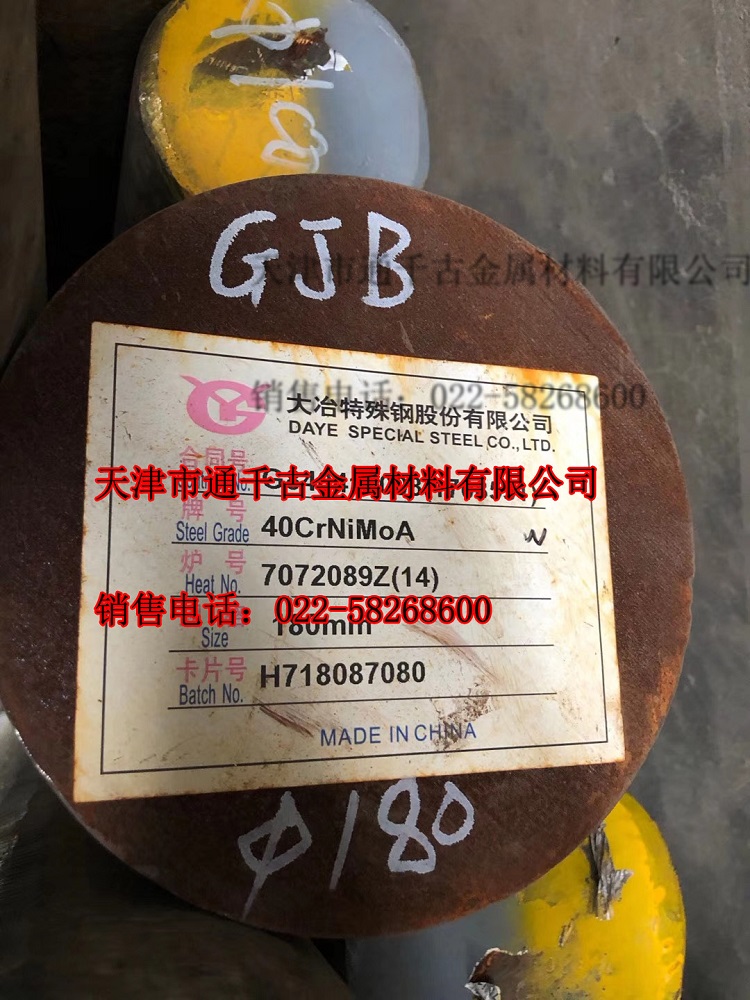 φ180
GJB
天津市通千古金属材料有限公司
销售电话：022-58268600
大冶特殊钢股份有限公司
DAYE SPECIAL STEEL CO., LTD.
合同号
天津市通千古金属材料有限公司
牌 号
Steel Grade 40CrNiMoA
炉 号
Heat No. 7072089Z(14)
销售电话：022-58268600
Size 180mm
卡片号
Batch No. H718087080
MADE IN CHINA
φ180